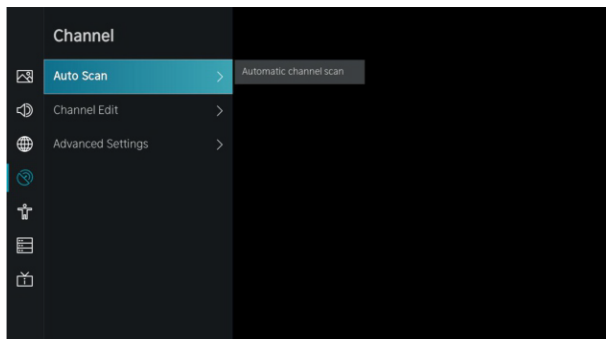 Channel
Auto Scan
Automatic channel scan
Channel Edit
Advanced Settings